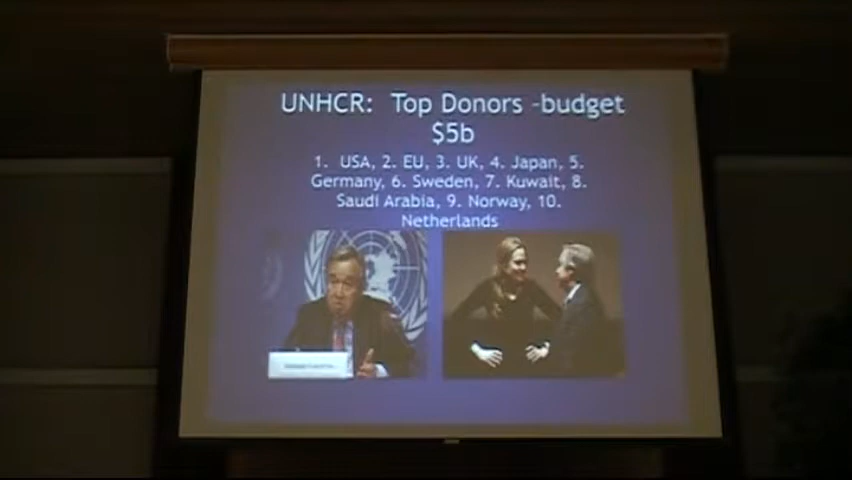 UNHCR: Top Donors -budget
$5b
1. USA, 2. EU, 3. UK, 4. Japan, 5.
Germany, 6. Sweden, 7. Kuwait, 8.
Saudi Arabia, 9. Norway, 10.
Netherlands